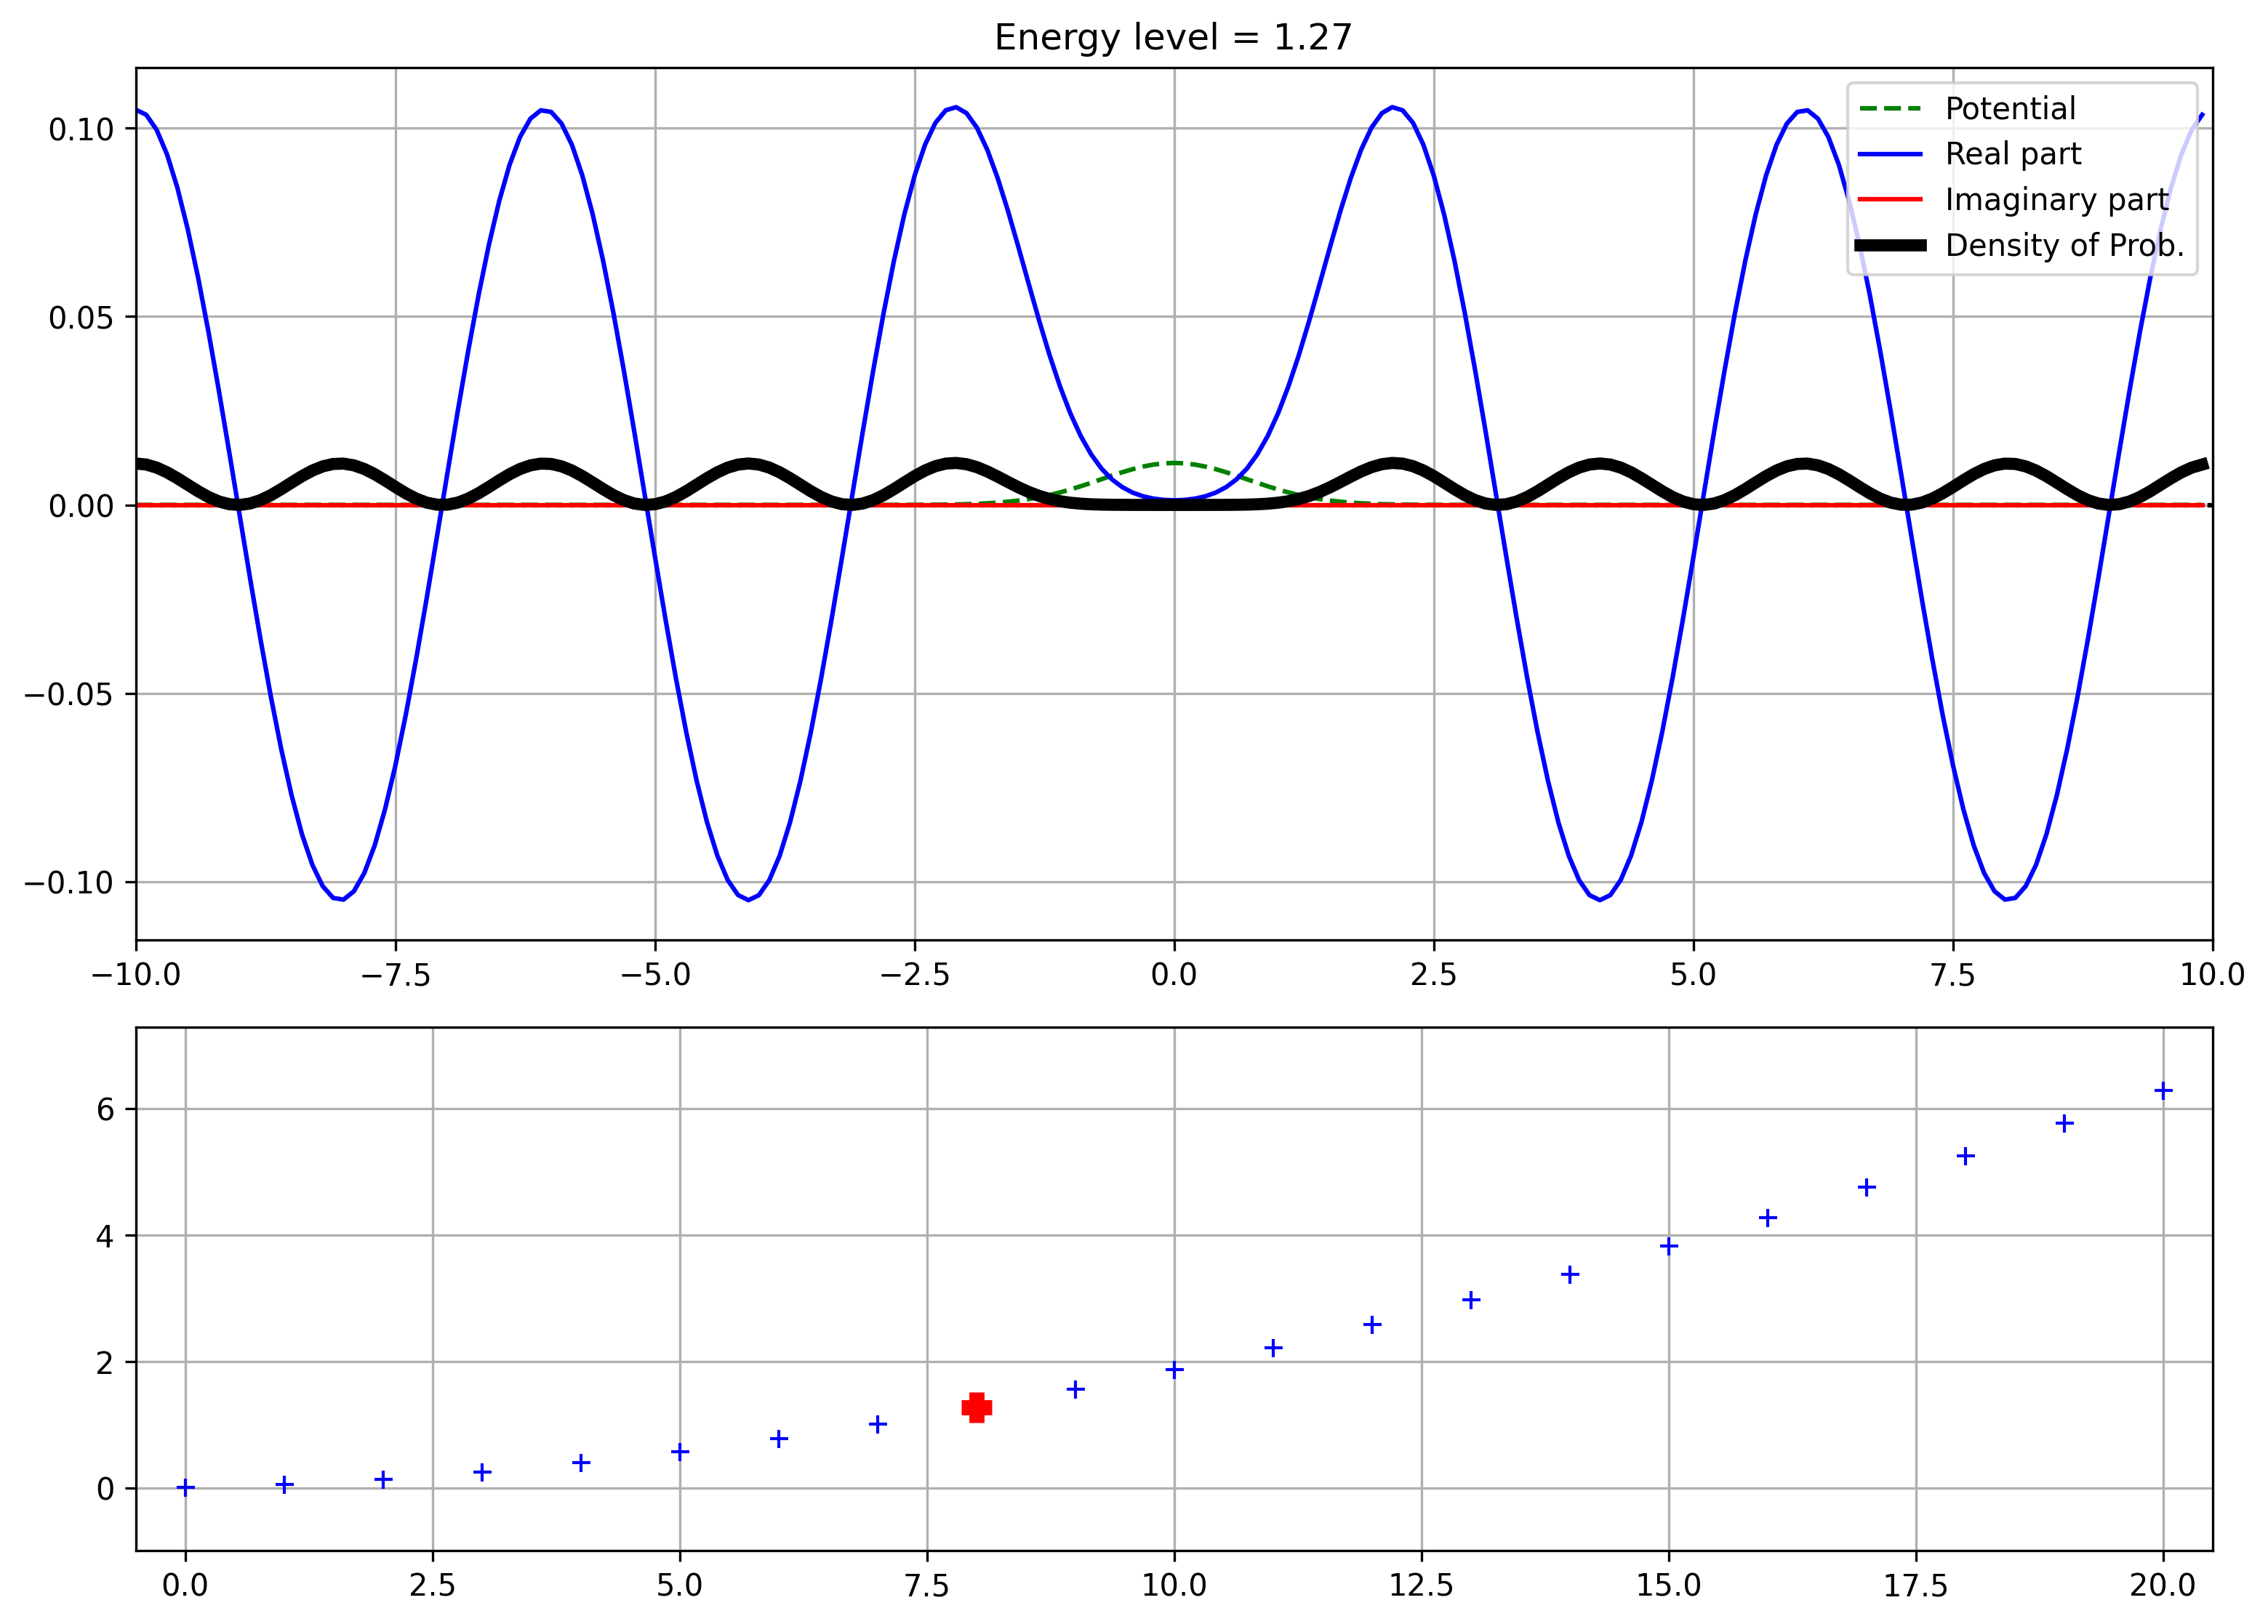 Energy level = 1.27
Potential
Real part
Imaginary part
Density of Prob.
0.10
0.05
0.00
−0.05
−0.10
−10.0 −7.5 −5.0 −2.5 0.0 2.5 5.0 7.5 10.0
6
4
2
0
0.0 2.5 5.0 7.5 10.0 12.5 15.0 17.5 20.0